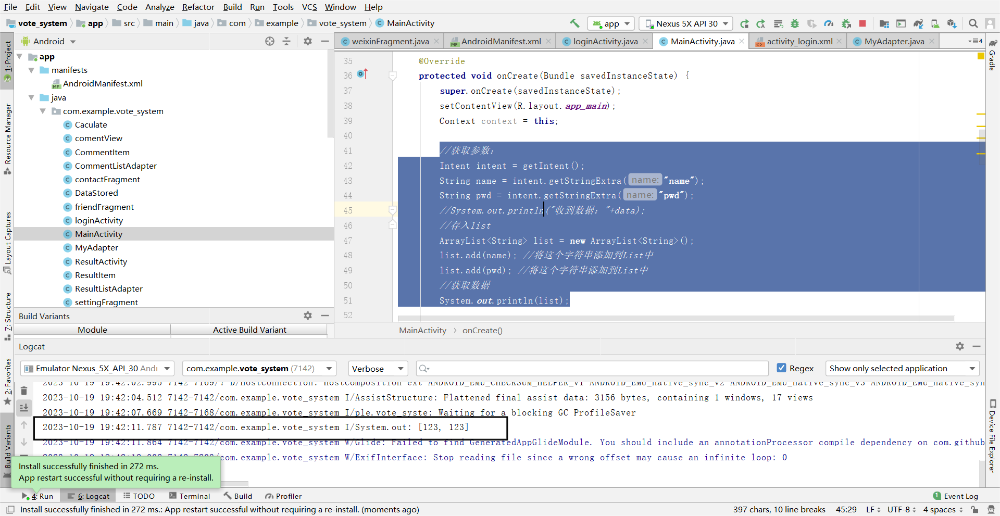 File Edit View Navigate Code Analyze Refactor Build Run Tools VCS Window Help
vote_system app src main java com example vote_system MainActivity
app Nexus 5X API 30
Android
weixinFragment.java AndroidManifest.xml loginActivity.java MainActivity.java activity_login.xml MyAdapter.java 4
1: Project
Resource Manager
Layout Captures
7: Structure
2: Favorites
Build Variants
app
manifests
AndroidManifest.xml
java
com.example.vote_system
Caculate
comentView
CommentItem
CommentListAdapter
contactFragment
DataStored
friendFragment
loginActivity
MainActivity
MyAdapter
ResultActivity
ResultItem
ResultListAdapter
settingFragment
Build Variants
Module Active Build Variant
35 @Override
36 protected void onCreate(Bundle savedInstanceState) {
37 super.onCreate(savedInstanceState);
38 setContentView(R.layout.app_main);
39 Context context = this;
40
41 //获取参数：
42 Intent intent = getIntent();
43 String name = intent.getStringExtra( name: "name");
44 String pwd = intent.getStringExtra( name: "pwd");
45 //System.out.println("收到数据："+data);
46 //存入list
47 ArrayList<String> list = new ArrayList<String>();
48 list.add(name); //将这个字符串添加到List中
49 list.add(pwd); //将这个字符串添加到List中
50 //获取数据
51 System.out.println(list);
52
MainActivity › onCreate()
Gradle
Device File Explorer
Logcat
Emulator Nexus_5X_API_30 Andr com.example.vote_system (7142) Verbose Regex Show only selected application
2023-10-19 19:42:02.995 7142-7169/? D/HostConnection: HostComposition ext ANDROID_EMU_CHECKSUM_HELPER_v1 ANDROID_EMU_native_sync_v2 ANDROID_EMU_native_sync_v3 ANDROID_EMU_native_syn
2023-10-19 19:42:04.512 7142-7142/com.example.vote_system I/AssistStructure: Flattened final assist data: 3156 bytes, containing 1 windows, 17 views
2023-10-19 19:42:07.669 7142-7168/com.example.vote_system I/ple.vote_syste: Waiting for a blocking GC ProfileSaver
2023-10-19 19:42:11.787 7142-7142/com.example.vote_system I/System.out: [123, 123]
2023-10-19 19:42:11.864 7142-7142/com.example.vote_system W/Glide: Failed to find GeneratedAppGlideModule. You should include an annotationProcessor compile dependency on com.github
/com.example.vote_system W/ExifInterface: Stop reading file since a wrong offset may cause an infinite loop: 0
Install successfully finished in 272 ms.
App restart successful without requiring a re-install.
4: Run 6: Logcat TODO Terminal Build Profiler 1 Event Log
Install successfully finished in 272 ms.: App restart successful without requiring a re-install. (moments ago) 397 chars, 10 line breaks 45:29 LF UTF-8 4 spaces